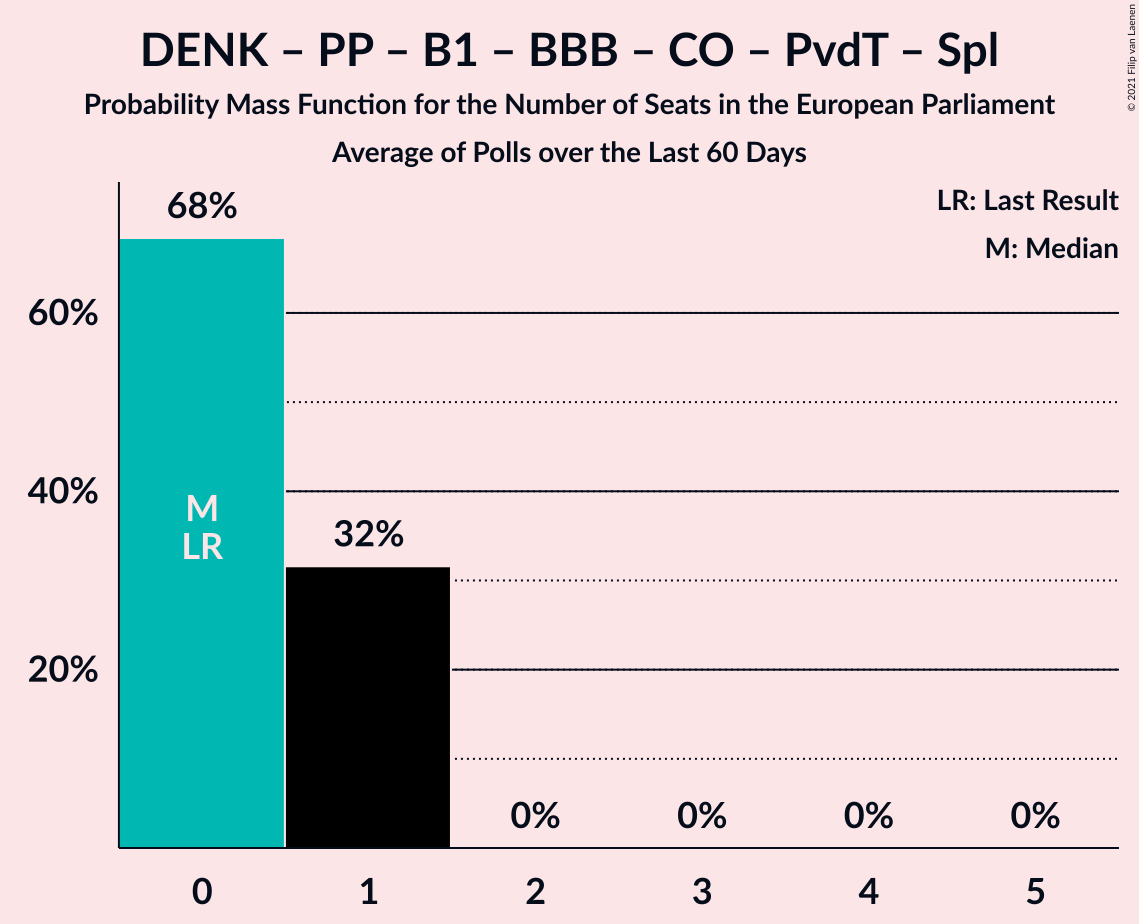 DENK – PP – B1 – BBB – CO – PvdT – Spl
Probability Mass Function for the Number of Seats in the European Parliament
Average of Polls over the Last 60 Days
© 2021 Filip van Laenen
LR: Last Result
M: Median
68%
60%
40%
20%
M
LR
32%
0% 0% 0% 0%
0 1 2 3 4 5